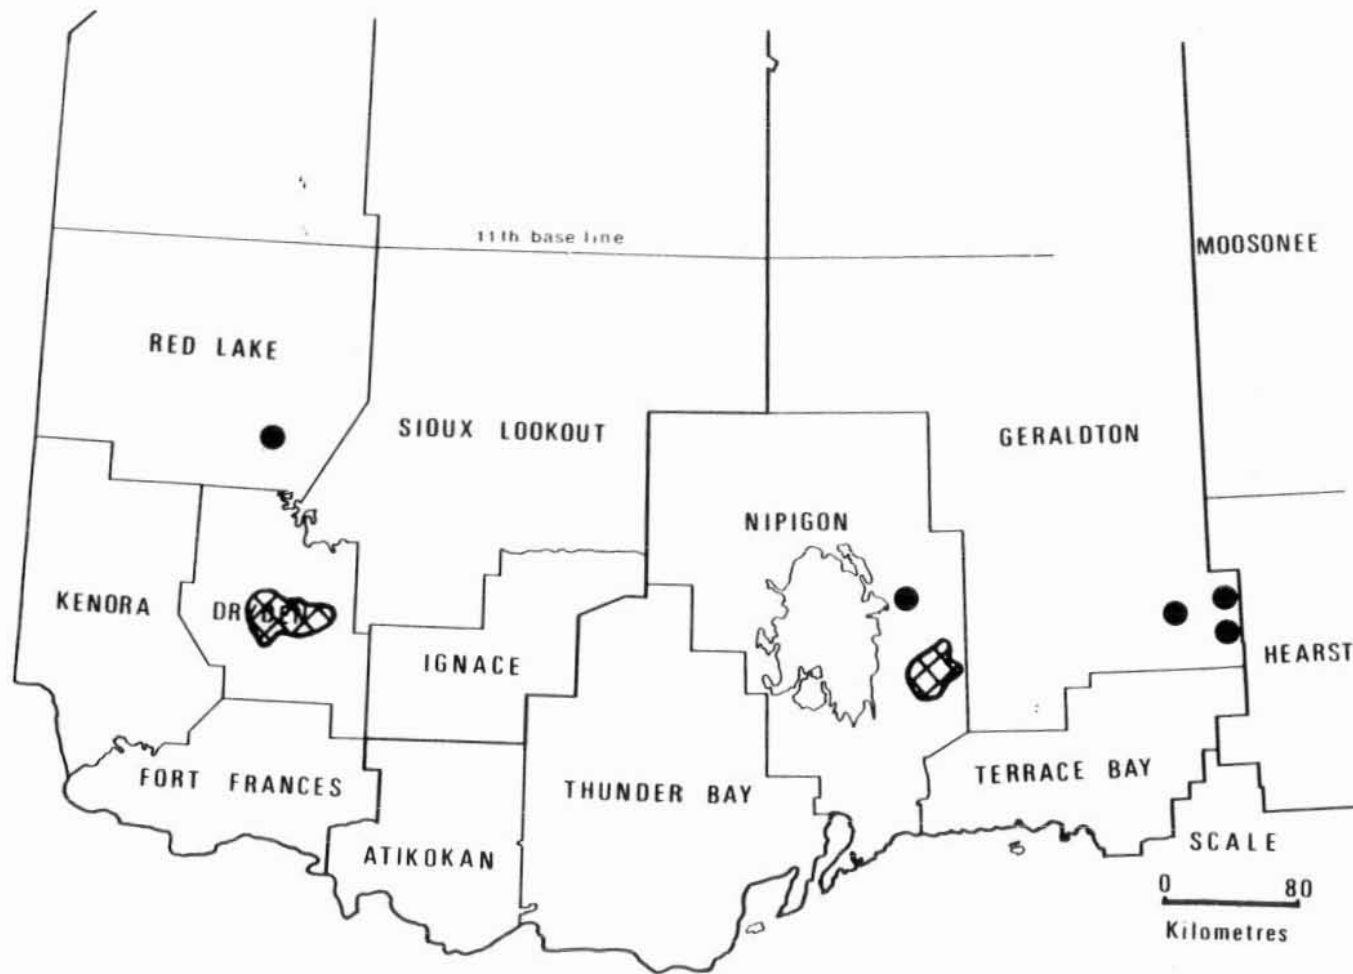 11th base line
MOOSONEE
RED LAKE
SIOUX LOOKOUT
GERALDTON
NIPIGON
KENORA
DRYDEN
IGNACE
HEARST
FORT FRANCES
THUNDER BAY
TERRACE BAY
ATIKOKAN
SCALE
0 80
Kilometres